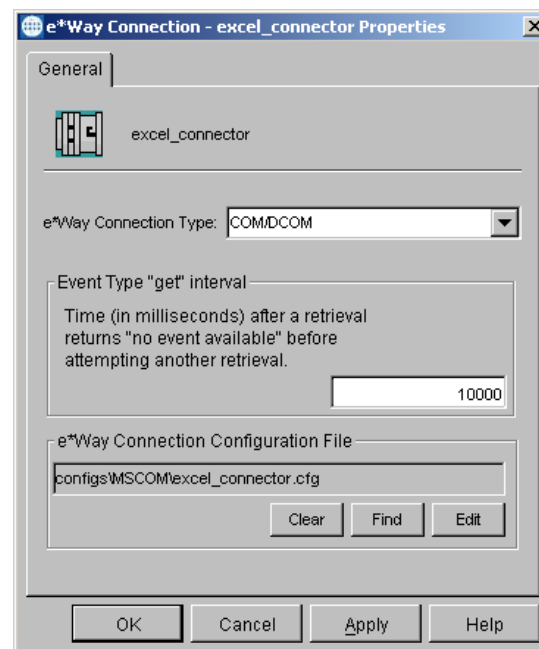 e*Way Connection - excel_connector Properties
General
excel_connector
e*Way Connection Type: COM/DCOM
Event Type "get" interval
Time (in milliseconds) after a retrieval
returns "no event available" before
attempting another retrieval.
10000
e*Way Connection Configuration File
configs\MSCOM\excel_connector.cfg
Clear Find Edit
OK Cancel Apply Help